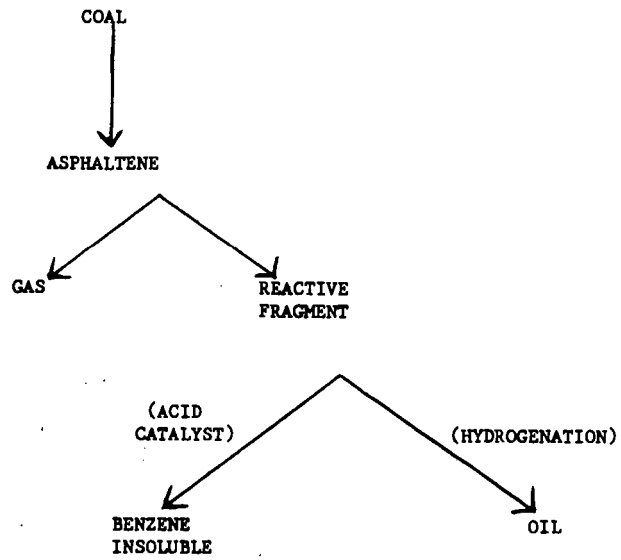 COAL
ASPHALTENE
GAS
REACTIVE
FRAGMENT
(ACID
CATALYST)
(HYDROGENATION)
BENZENE
INSOLUBLE
OIL